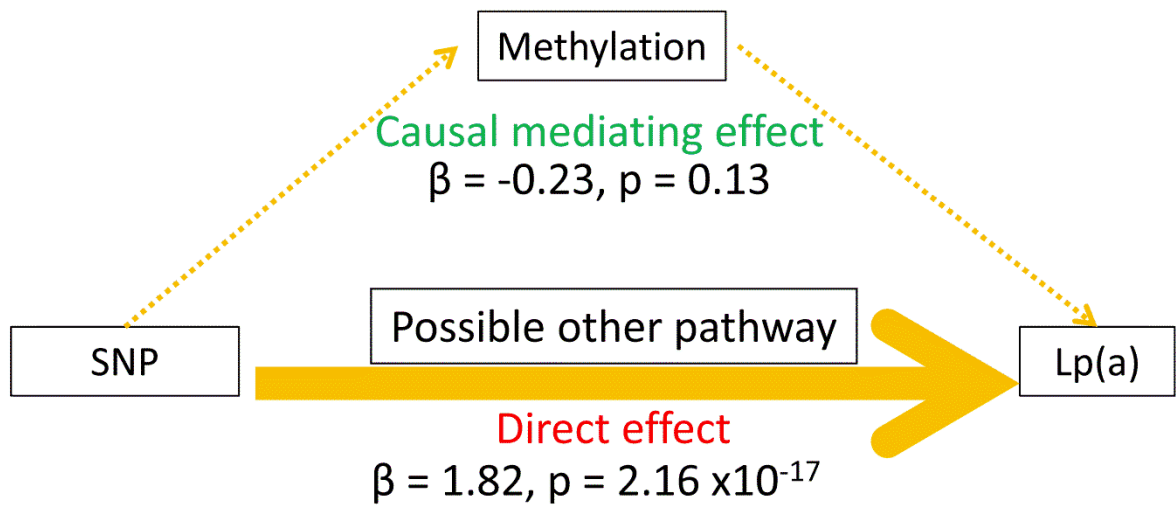 Methylation
Causal mediating effect
β = -0.23, p = 0.13
Possible other pathway
SNP
Lp(a)
Direct effect
β = 1.82, p = 2.16 x10⁻¹⁷